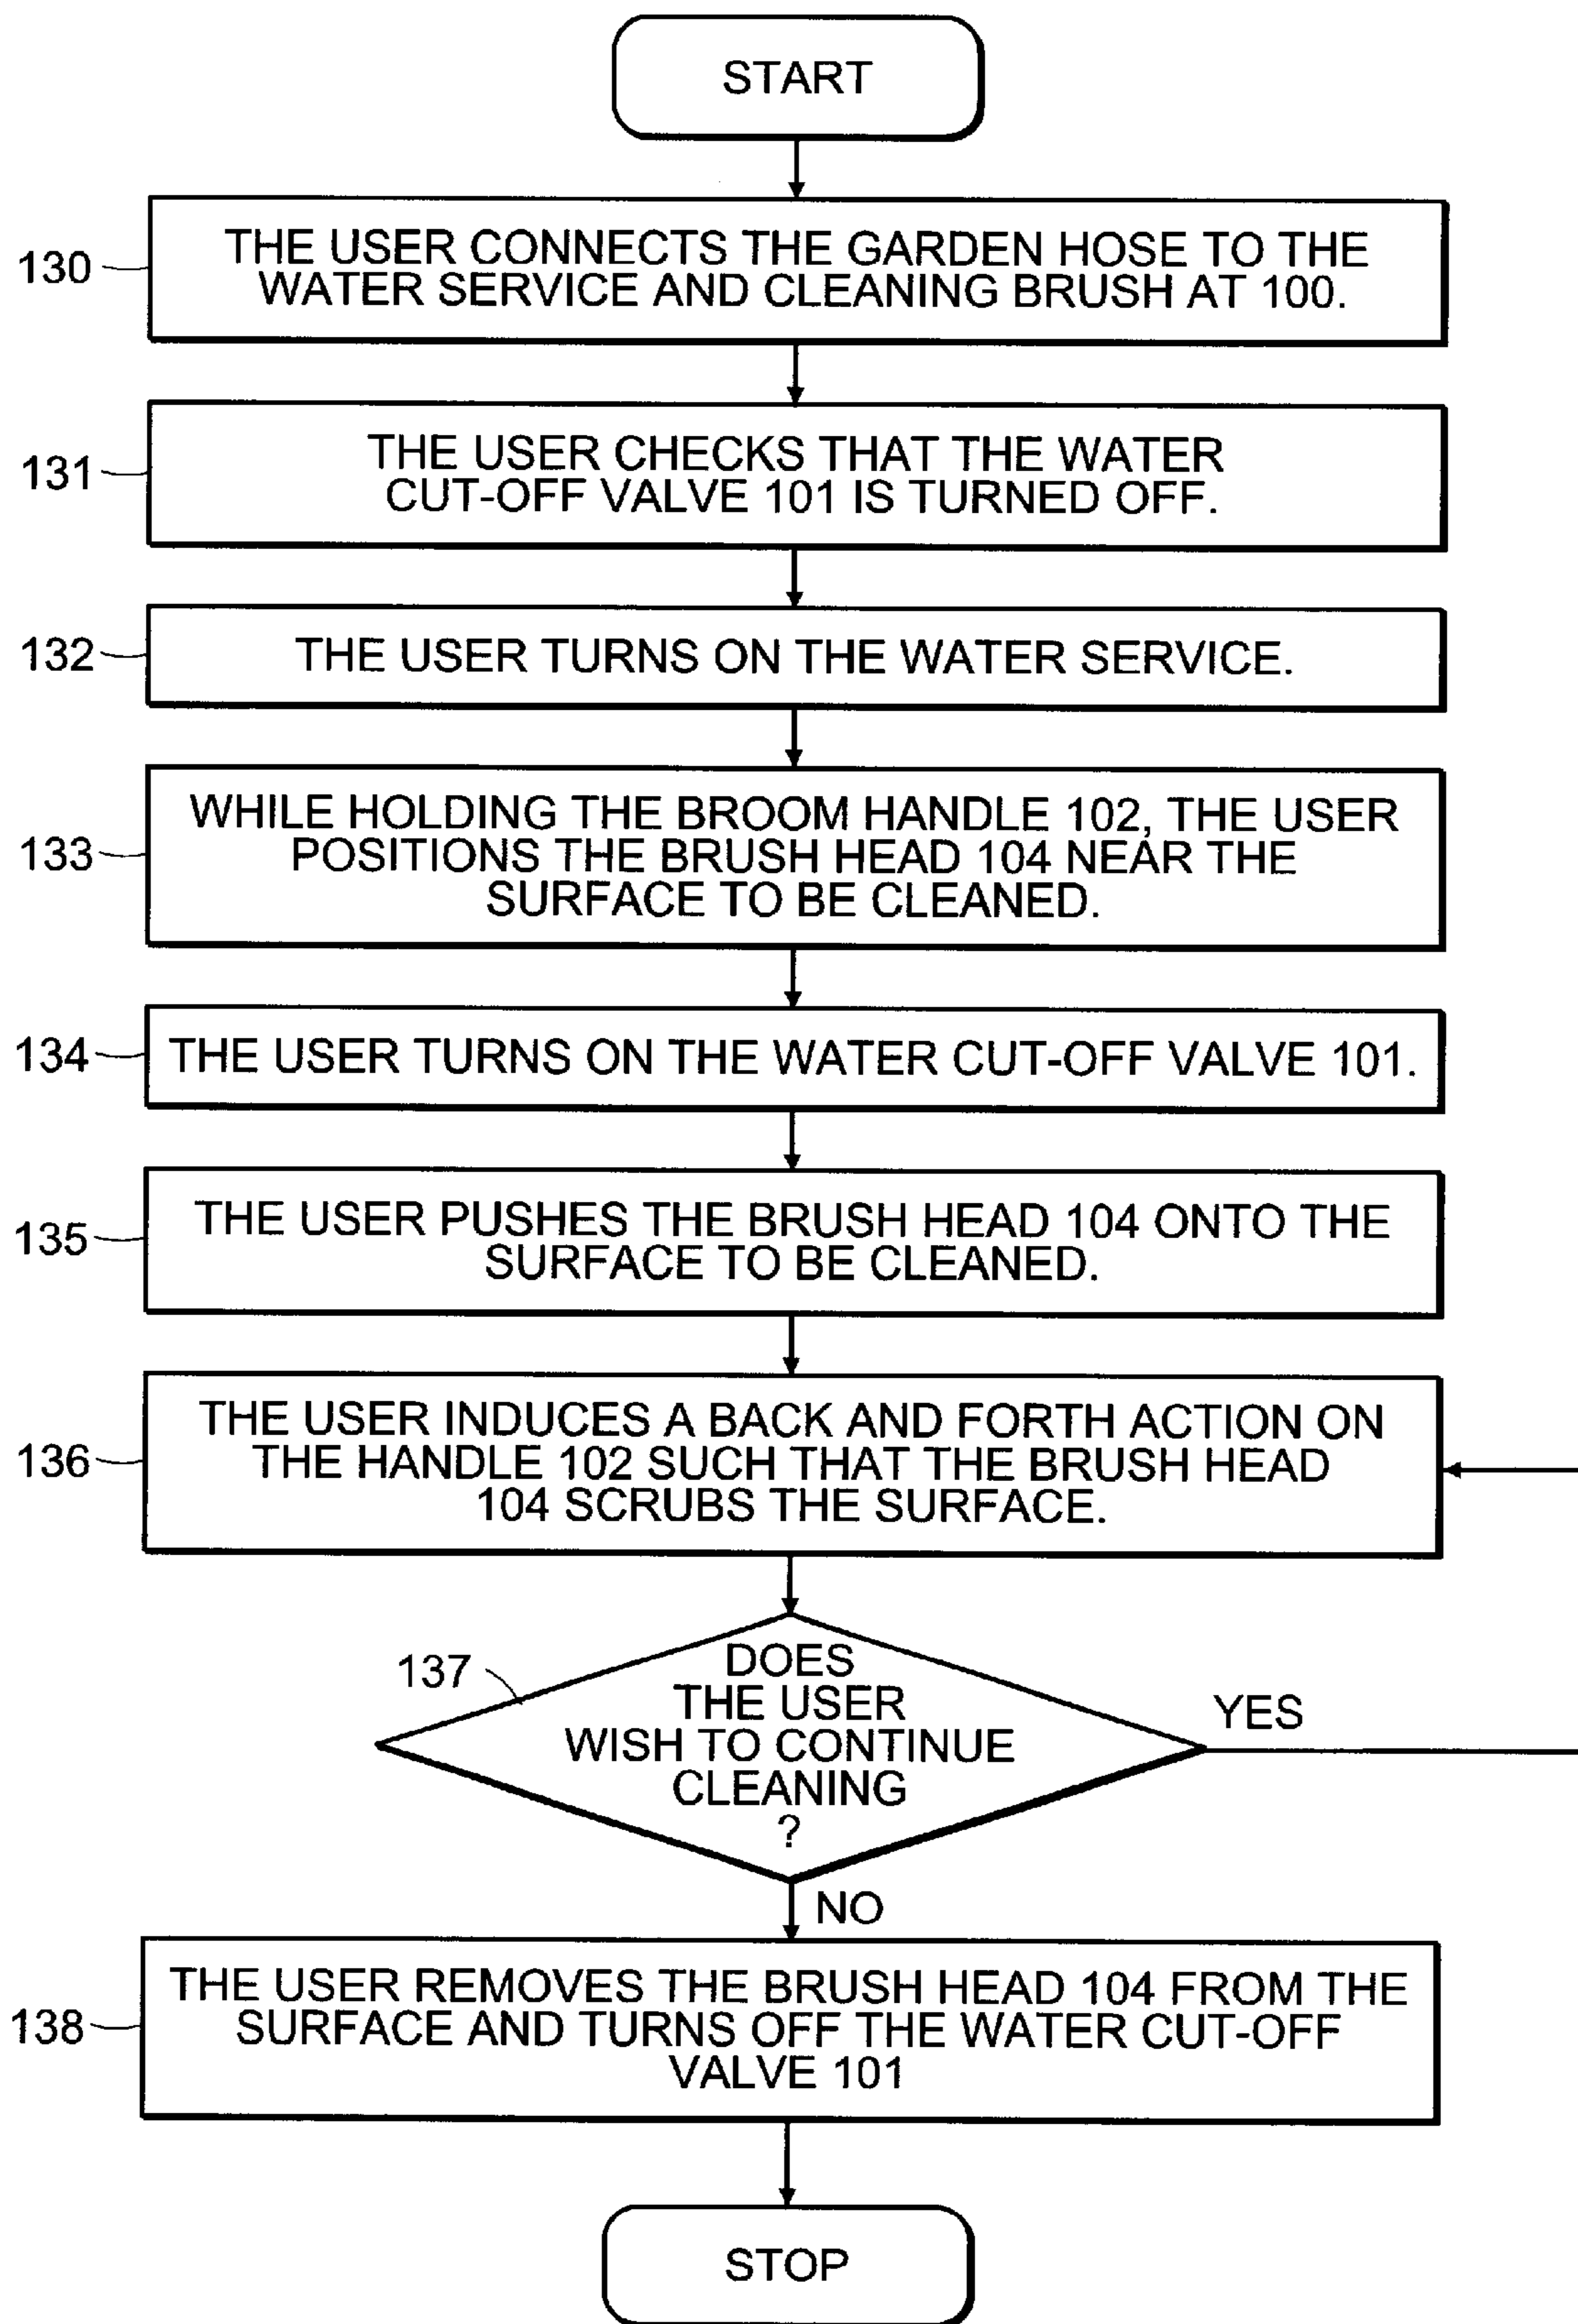 START
130
THE USER CONNECTS THE GARDEN HOSE TO THE
WATER SERVICE AND CLEANING BRUSH AT 100.
131
THE USER CHECKS THAT THE WATER
CUT-OFF VALVE 101 IS TURNED OFF.
132
THE USER TURNS ON THE WATER SERVICE.
133
WHILE HOLDING THE BROOM HANDLE 102, THE USER
POSITIONS THE BRUSH HEAD 104 NEAR THE
SURFACE TO BE CLEANED.
134
THE USER TURNS ON THE WATER CUT-OFF VALVE 101.
135
THE USER PUSHES THE BRUSH HEAD 104 ONTO THE
SURFACE TO BE CLEANED.
136
THE USER INDUCES A BACK AND FORTH ACTION ON
THE HANDLE 102 SUCH THAT THE BRUSH HEAD
104 SCRUBS THE SURFACE.
137
DOES
THE USER
WISH TO CONTINUE
CLEANING
?
YES
NO
138
THE USER REMOVES THE BRUSH HEAD 104 FROM THE
SURFACE AND TURNS OFF THE WATER CUT-OFF
VALVE 101
STOP